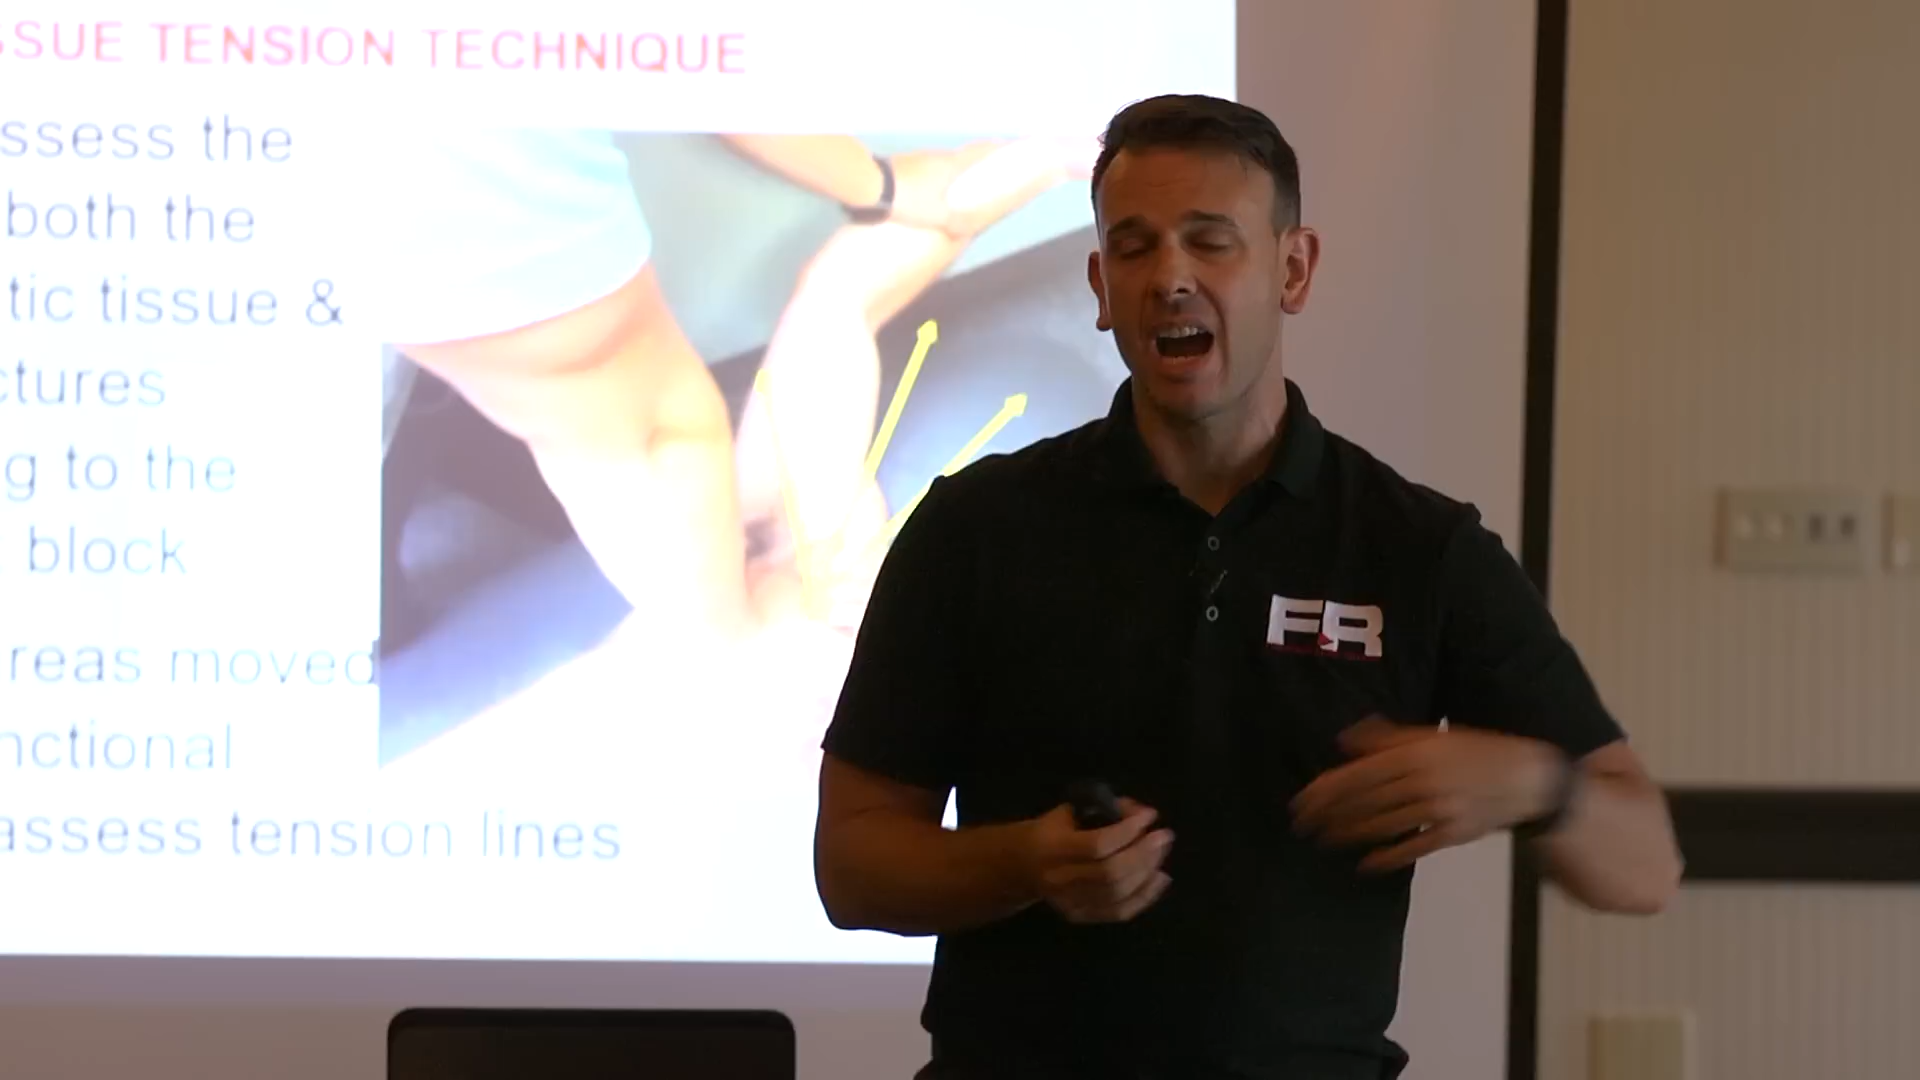 SSUE TENSION TECHNIQUE
ssess the
both the
tic tissue &
ctures
g to the
block
reas moved
nctional
assess tension lines
FR